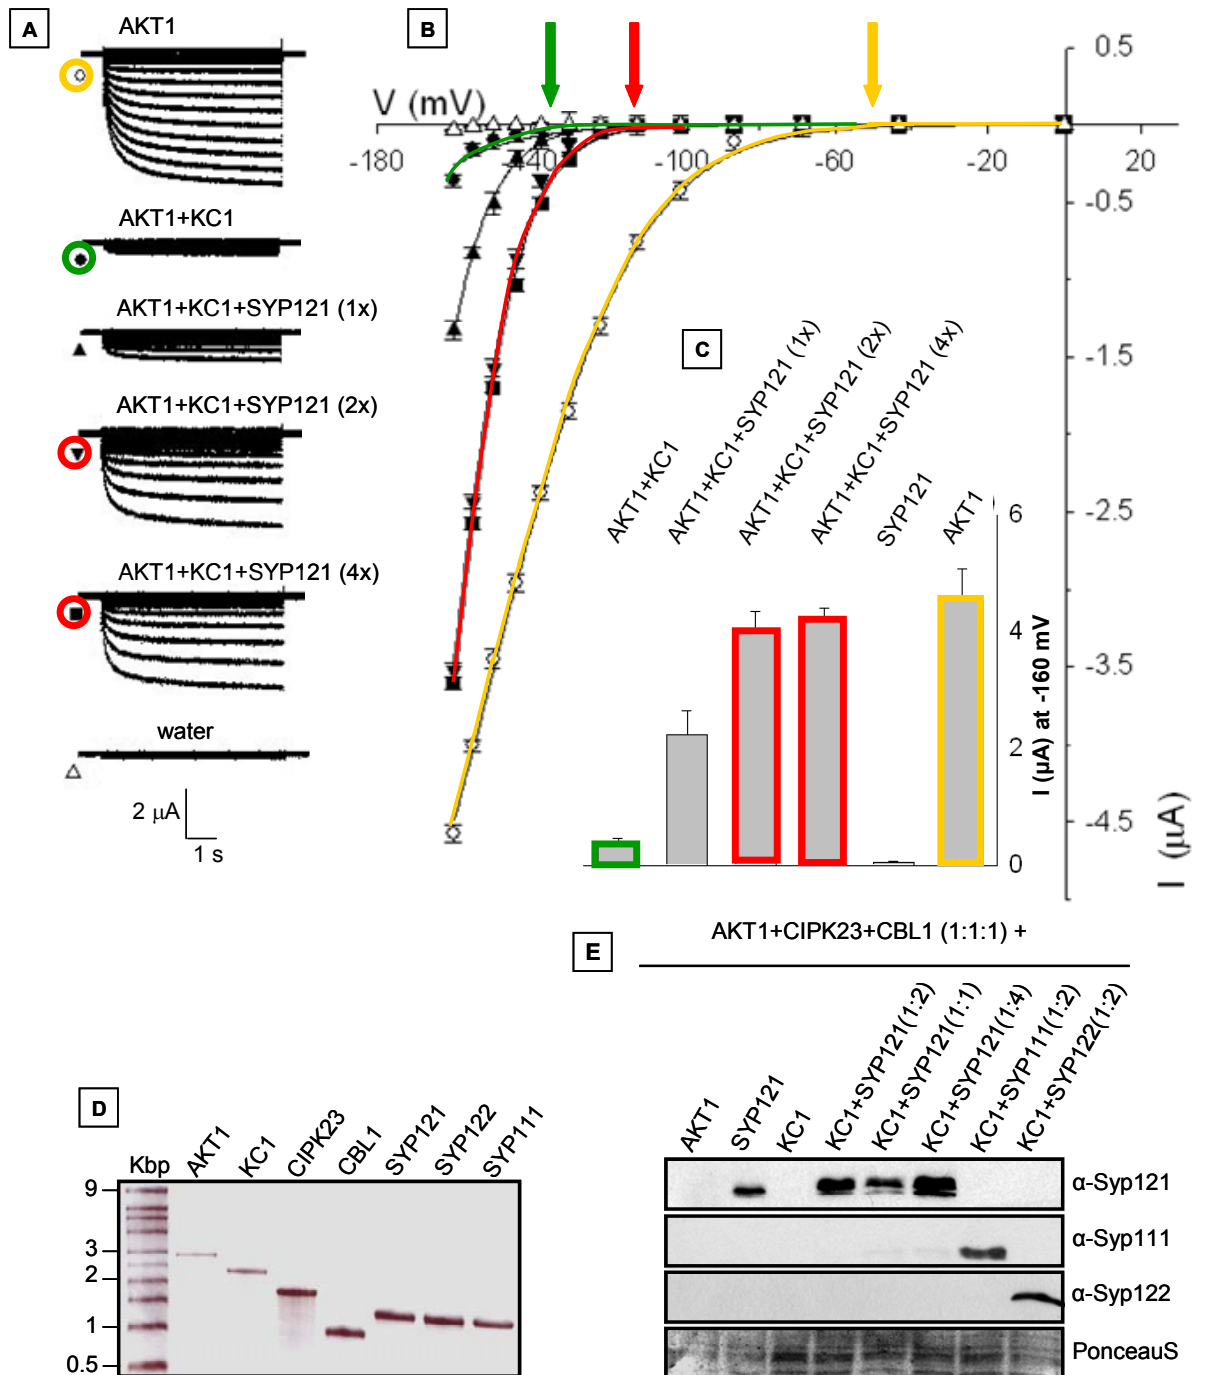 A
AKT1
AKT1+KC1
AKT1+KC1+SYP121 (1x)
AKT1+KC1+SYP121 (2x)
AKT1+KC1+SYP121 (4x)
water
2 μA
1 s
B
V (mV)
0.5
-180
-40
-100
-60
-20
20
-0.5
-1.5
-2.5
-3.5
-4.5
I (μA)
C
AKT1+KC1
AKT1+KC1+SYP121 (1x)
AKT1+KC1+SYP121 (2x)
AKT1+KC1+SYP121 (4x)
SYP121
AKT1
6
4
2
0
I (μA) at -160 mV
D
Kbp
AKT1
KC1
CIPK23
CBL1
SYP121
SYP122
SYP111
9
3
2
1
0.5
E
AKT1+CIPK23+CBL1 (1:1:1) +
AKT1
SYP121
KC1
KC1+SYP121(1:2)
KC1+SYP121(1:1)
KC1+SYP121(1:4)
KC1+SYP111(1:2)
KC1+SYP122(1:2)
α-Syp121
α-Syp111
α-Syp122
PonceauS